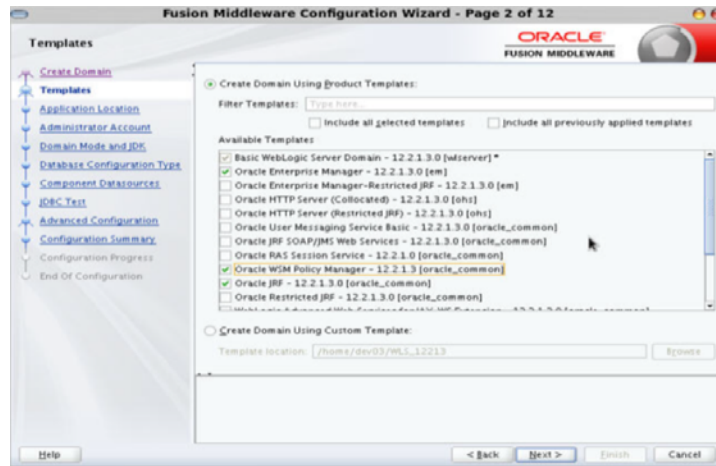 Fusion Middleware Configuration Wizard - Page 2 of 12
Templates
ORACLE
FUSION MIDDLEWARE
Create Domain
Templates
Application Location
Administrator Account
Domain Mode and JDK
Database Configuration Type
Component Datasources
JDBC Test
Advanced Configuration
Configuration Summary
Configuration Progress
End Of Configuration
Create Domain Using Product Templates:
Filter Templates: Type here...
Include all selected templates Include all previously applied templates
Available Templates
Basic WebLogic Server Domain - 12.2.1.3.0 [wlserver] *
Oracle Enterprise Manager - 12.2.1.3.0 [em]
Oracle Enterprise Manager-Restricted JRF - 12.2.1.3.0 [em]
Oracle HTTP Server (Collocated) - 12.2.1.3.0 [ohs]
Oracle HTTP Server (Restricted JRF) - 12.2.1.3.0 [ohs]
Oracle User Messaging Service Basic - 12.2.1.3.0 [oracle_common]
Oracle JRF SOAP/JMS Web Services - 12.2.1.3.0 [oracle_common]
Oracle RAS Session Service - 12.2.1.0 [oracle_common]
Oracle WSM Policy Manager - 12.2.1.3 [oracle_common]
Oracle JRF - 12.2.1.3.0 [oracle_common]
Oracle Restricted JRF - 12.2.1.3.0 [oracle_common]
Create Domain Using Custom Template:
Template location: /home/dev03/WLS_12213 Browse
Help < Back Next > Finish Cancel